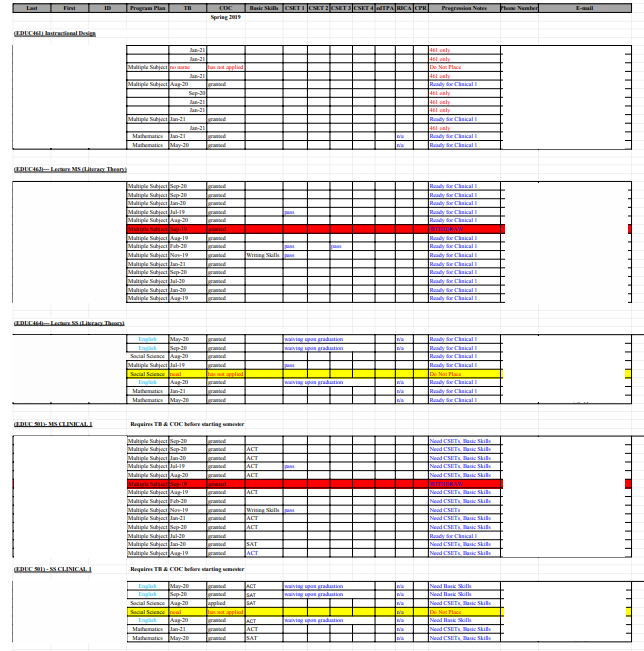 Last First ID Program Plan TB COC Basic Skills CSET 1 CSET 2 CSET 3 CSET 4 edTPA RICA CPR Progression Notes Phone Number E-mail
Spring 2019
(EDUC461) Instructional Design
Jan-21 461 only
Jan-21 461 only
Multiple Subject no name has not applied Do Not Place
Jan-21 461 only
Multiple Subject Aug-20 granted Ready for Clinical 1
Sep-20 461 only
Jan-21 461 only
Jan-21 461 only
Multiple Subject Jan-21 granted Ready for Clinical 1
Jan-21 461 only
Mathematics Jan-21 granted n/a Ready for Clinical 1
Mathematics May-20 granted n/a Ready for Clinical 1
(EDUC463)--- Lecture MS (Literacy Theory)
Multiple Subject Sep-20 granted Ready for Clinical 1
Multiple Subject Sep-20 granted Ready for Clinical 1
Multiple Subject Jan-20 granted Ready for Clinical 1
Multiple Subject Jul-19 granted pass Ready for Clinical 1
Multiple Subject Aug-20 granted Ready for Clinical 1
Multiple Subject Sep-19 granted WITHDRAW
Multiple Subject Aug-19 granted Ready for Clinical 1
Multiple Subject Feb-20 granted pass pass Ready for Clinical 1
Multiple Subject Nov-19 granted Writing Skills pass Ready for Clinical 1
Multiple Subject Jan-21 granted Ready for Clinical 1
Multiple Subject Sep-20 granted Ready for Clinical 1
Multiple Subject Jul-20 granted Ready for Clinical 1
Multiple Subject Jan-20 granted Ready for Clinical 1
Multiple Subject Aug-19 granted Ready for Clinical 1
(EDUC464)--- Lecture SS (Literacy Theory)
English May-20 granted waiving upon graduation n/a Ready for Clinical 1
English Sep-20 granted waiving upon graduation n/a Ready for Clinical 1
Social Science Aug-20 granted n/a Ready for Clinical 1
Multiple Subject Jul-19 granted pass Ready for Clinical 1
Social Science need has not applied Do Not Place
English Aug-20 granted waiving upon graduation n/a Ready for Clinical 1
Mathematics Jan-21 granted n/a Ready for Clinical 1
Mathematics May-20 granted n/a Ready for Clinical 1
(EDUC 501)- MS CLINICAL 1 Requires TB & COC before starting semester
Multiple Subject Sep-20 granted Need CSETs, Basic Skills
Multiple Subject Sep-20 granted ACT Need CSETs, Basic Skills
Multiple Subject Jan-20 granted ACT Need CSETs, Basic Skills
Multiple Subject Jul-19 granted ACT pass Need CSETs, Basic Skills
Multiple Subject Aug-20 granted ACT Need CSETs, Basic Skills
Multiple Subject Sep-19 granted WITHDRAW
Multiple Subject Aug-19 granted ACT Need CSETs, Basic Skills
Multiple Subject Feb-20 granted Need CSETs, Basic Skills
Multiple Subject Nov-19 granted Writing Skills pass Need CSETs
Multiple Subject Jan-21 granted ACT Need CSETs, Basic Skills
Multiple Subject Sep-20 granted ACT Need CSETs, Basic Skills
Multiple Subject Jul-20 granted Ready for Clinical 1
Multiple Subject Jan-20 granted SAT Need CSETs, Basic Skills
Multiple Subject Aug-19 granted ACT Need CSETs, Basic Skills
(EDUC 501) - SS CLINICAL 1 Requires TB & COC before starting semester
English May-20 granted ACT waiving upon graduation n/a Need Basic Skills
English Sep-20 granted SAT waiving upon graduation n/a Need Basic Skills
Social Science Aug-20 applied SAT n/a Need CSETs, Basic Skills
Social Science need has not applied n/a Do Not Place
English Aug-20 granted ACT waiving upon graduation n/a Need Basic Skills
Mathematics Jan-21 granted ACT n/a Need CSETs, Basic Skills
Mathematics May-20 granted SAT n/a Need CSETs, Basic Skills